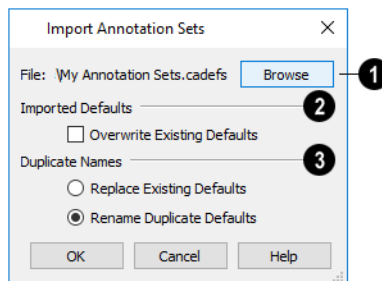 Import Annotation Sets
File: \My Annotation Sets.cadefs Browse 1
Imported Defaults 2
Overwrite Existing Defaults
Duplicate Names 3
Replace Existing Defaults
Rename Duplicate Defaults
OK Cancel Help